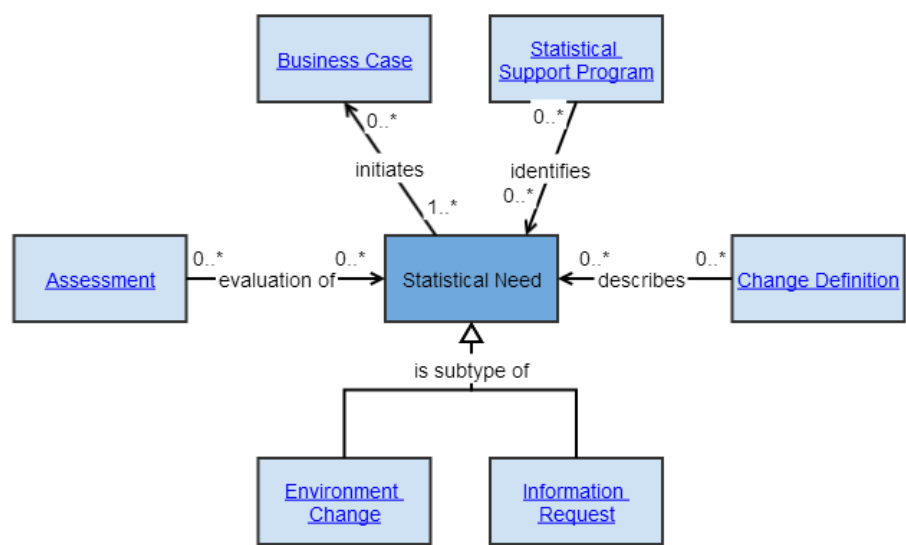 Business Case
Statistical
Support Program
0..*
0..*
initiates
identifies
1..*
0..*
Assessment
0..*
evaluation of
0..*
Statistical Need
0..*
describes
0..*
Change Definition
is subtype of
Environment
Change
Information
Request